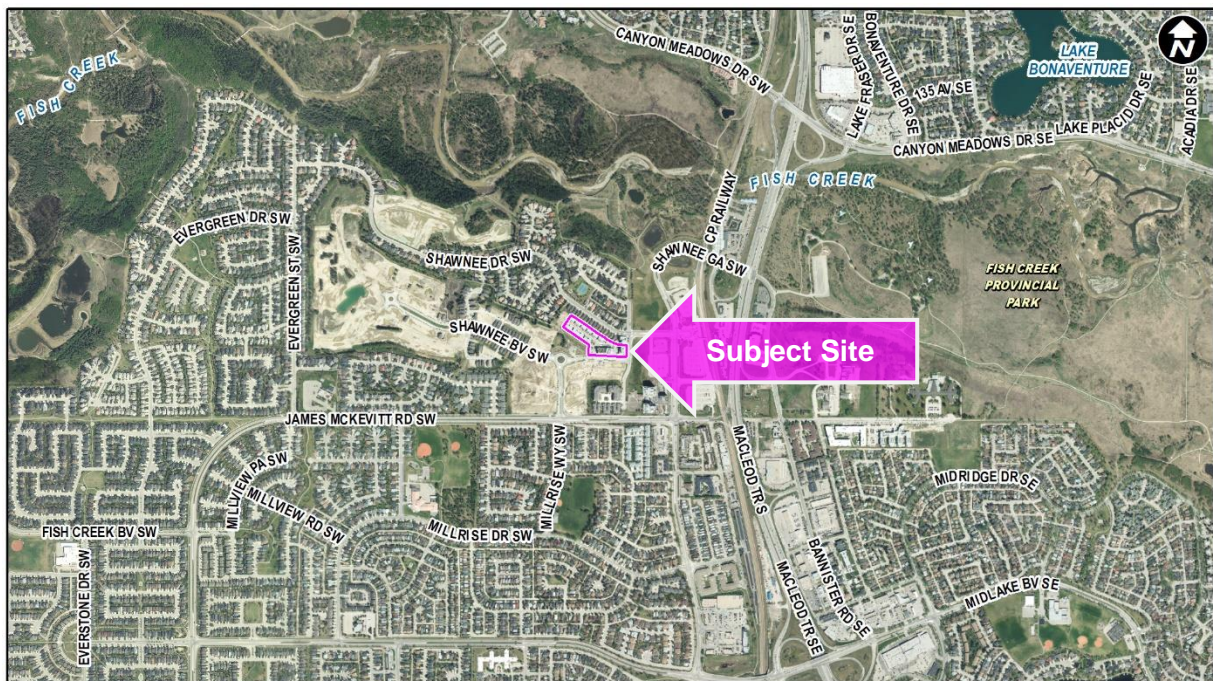 FISH CREEK
CANYON MEADOWS DR SW
LAKE FRASER DR SE
BONAVENTURE DR SE
135 AV SE
LAKE
BONAVENTURE
LAKE PLACID DR SE
ACADIA DR SE
N
CANYON MEADOWS DR SE
FISH CREEK
CP RAILWAY
EVERGREEN DR SW
EVERGREEN ST SW
SHAWNEE DR SW
SHAWNEE GA SW
FISH CREEK
PROVINCIAL
PARK
SHAWNEE BV SW
Subject Site
JAMES MCKEVITT RD SW
MILLVIEW PA SW
MILLVIEW RD SW
MILLRISE WY SW
MACLEOD TR S
MIDRIDGE DR SE
FISH CREEK BV SW
MILLRISE DR SW
EVERSTONE DR SW
MACLEOD TR SE
BANNISTER RD SE
MIDLAKE BV SE